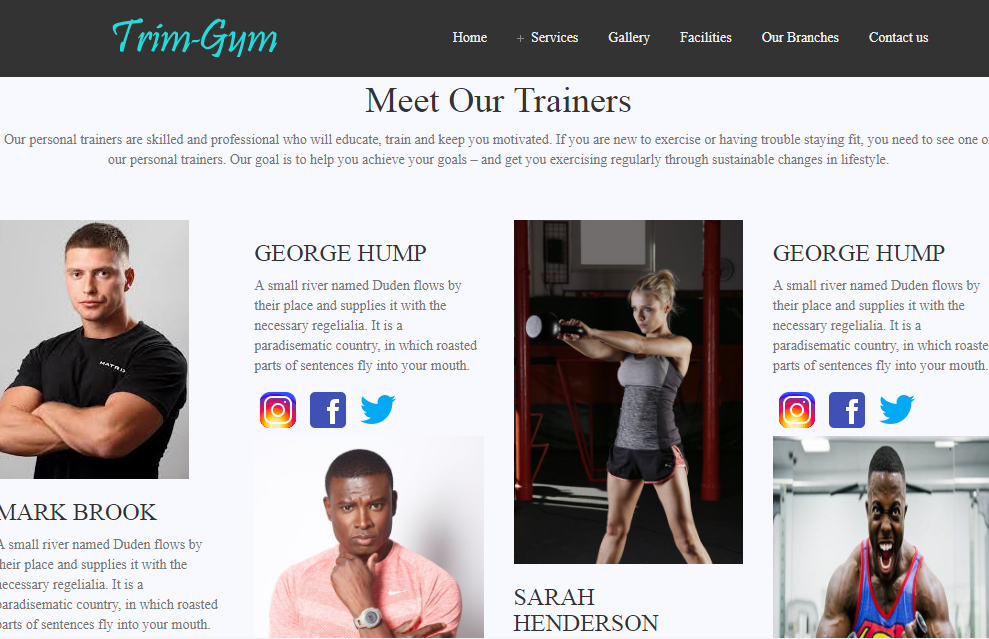 Trim-Gym
Home
+ Services
Gallery
Facilities
Our Branches
Contact us
Meet Our Trainers
Our personal trainers are skilled and professional who will educate, train and keep you motivated. If you are new to exercise or having trouble staying fit, you need to see one o
our personal trainers. Our goal is to help you achieve your goals – and get you exercising regularly through sustainable changes in lifestyle.
MATRIX
MARK BROOK
A small river named Duden flows by
their place and supplies it with the
necessary regelialia. It is a
paradisematic country, in which roasted
parts of sentences fly into your mouth.
GEORGE HUMP
A small river named Duden flows by
their place and supplies it with the
necessary regelialia. It is a
paradisematic country, in which roasted
parts of sentences fly into your mouth.
SARAH
HENDERSON
GEORGE HUMP
A small river named Duden flows by
their place and supplies it with the
necessary regelialia. It is a
paradisematic country, in which roaste
parts of sentences fly into your mouth.